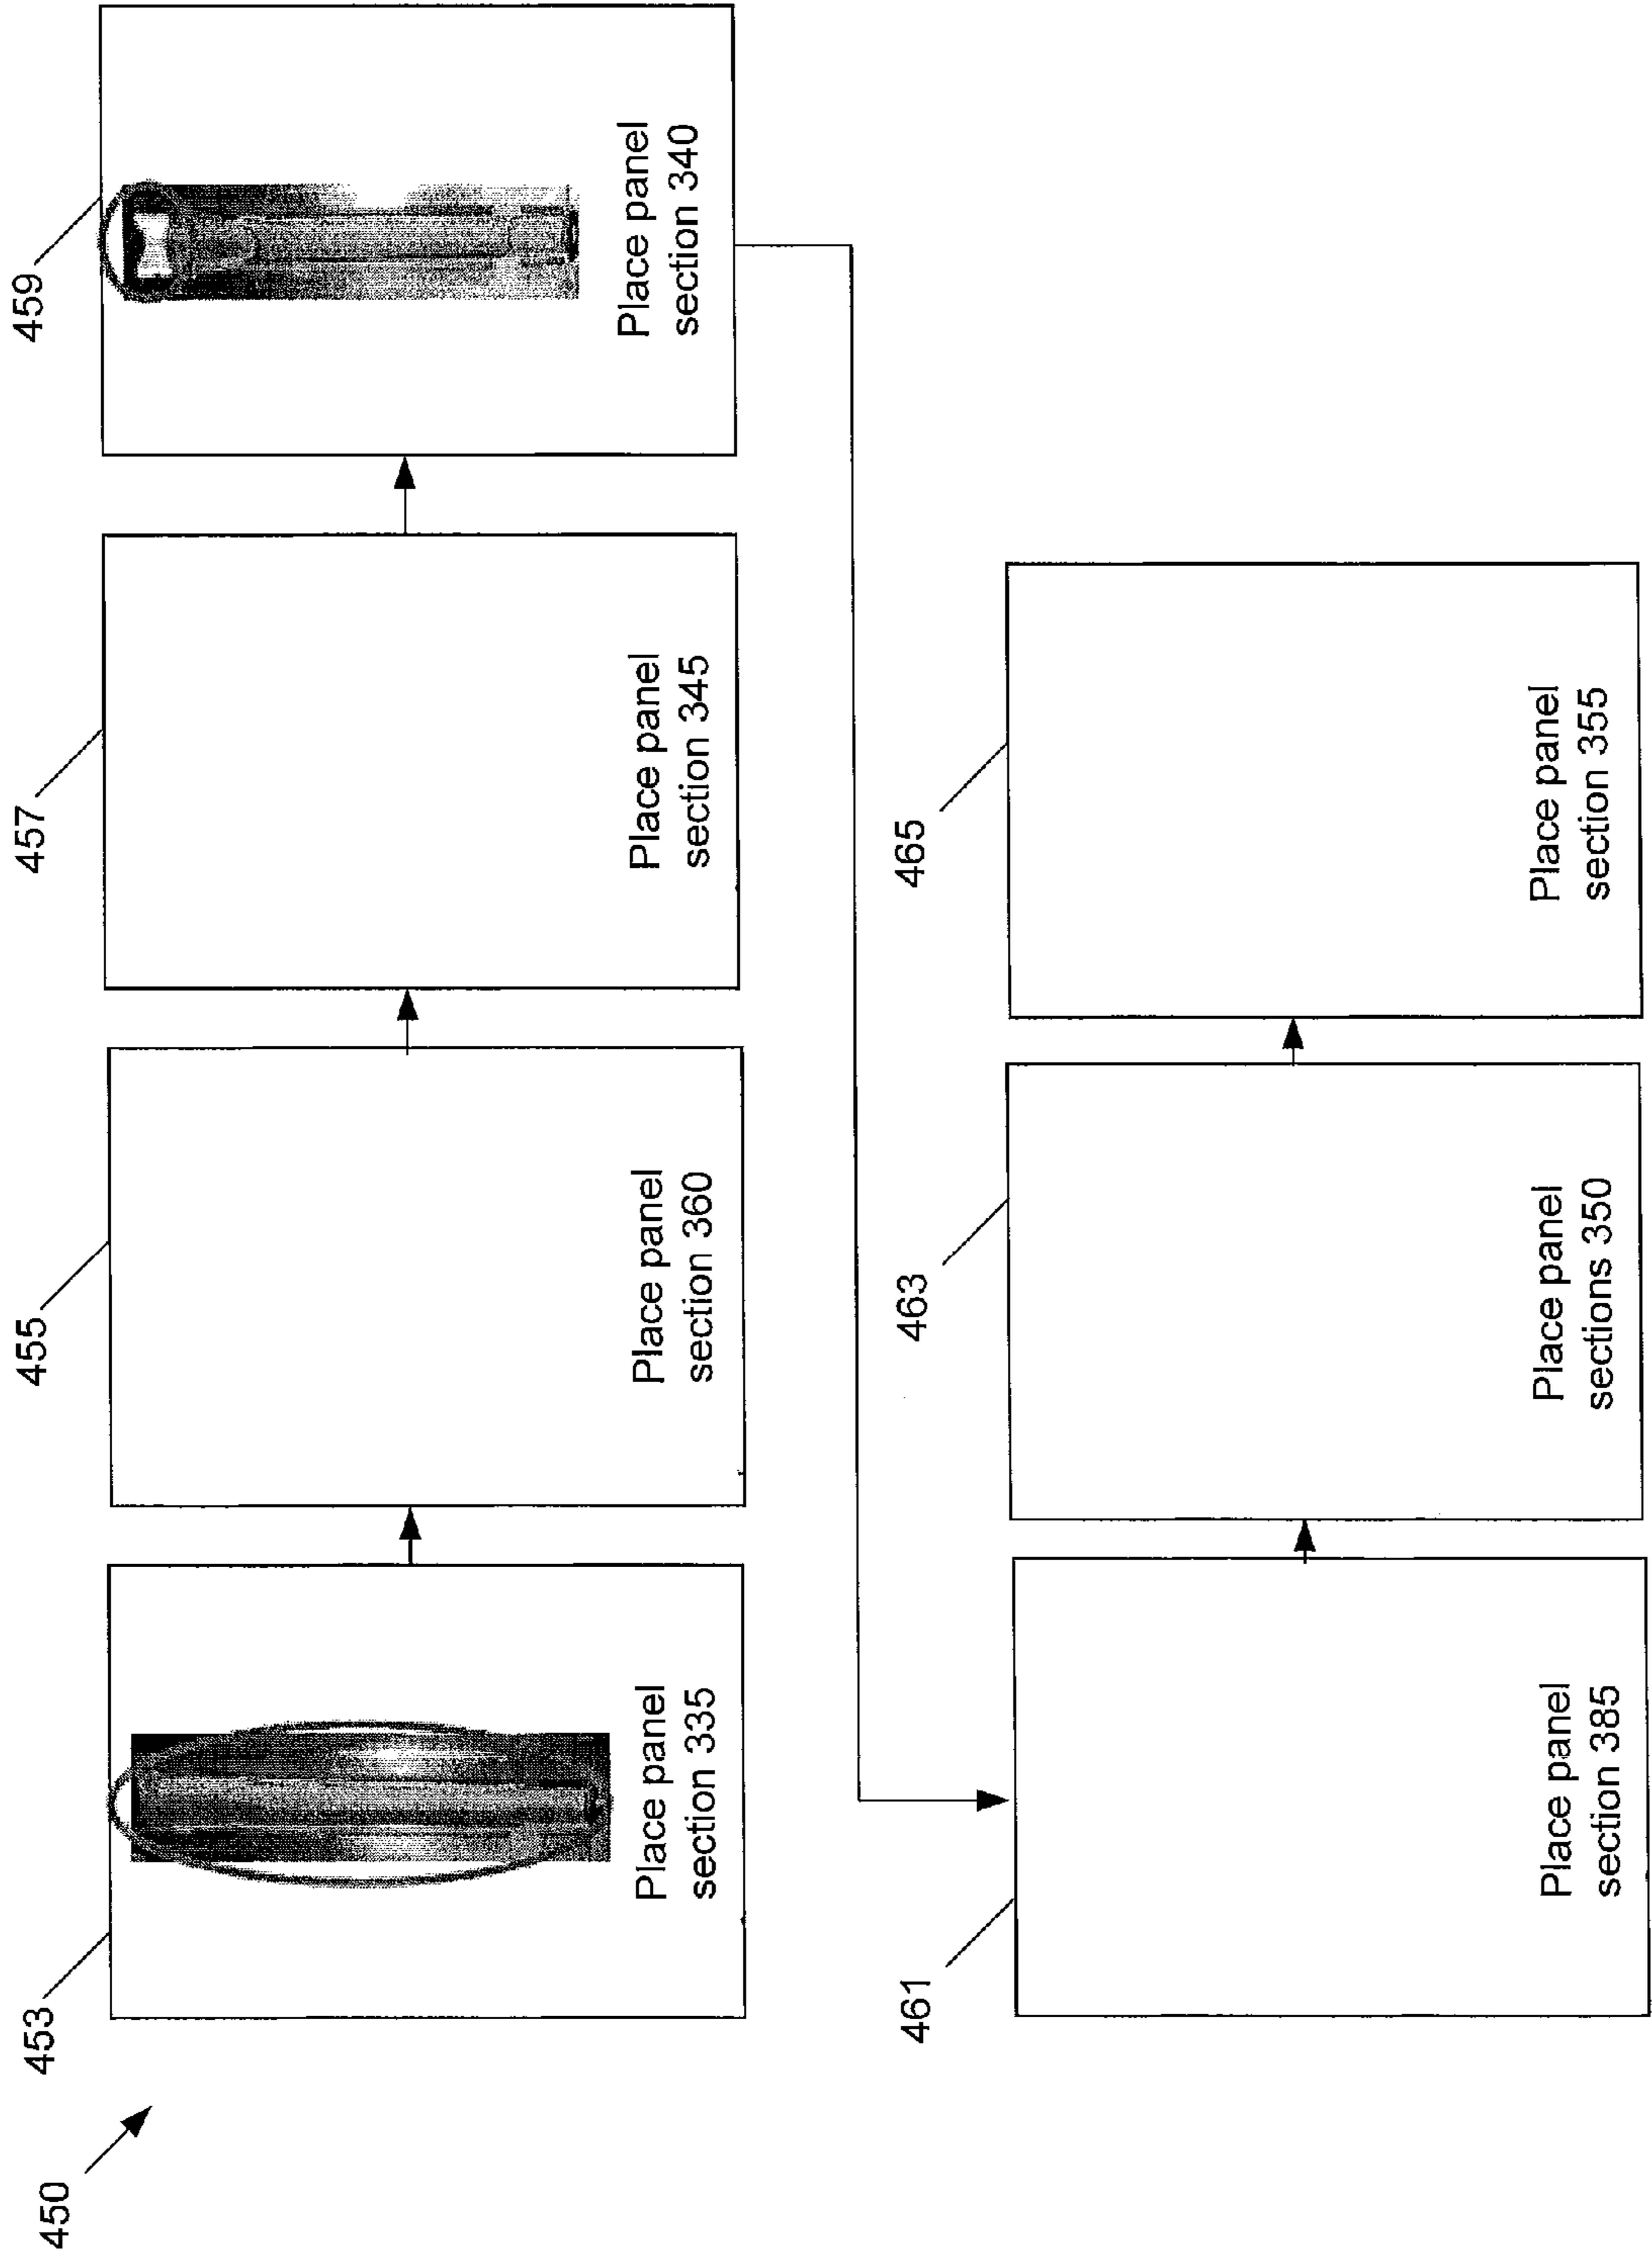 450
453
Place panel
section 335
455
Place panel
section 360
457
Place panel
section 345
459
Place panel
section 340
461
Place panel
section 385
463
Place panel
sections 350
465
Place panel
section 355